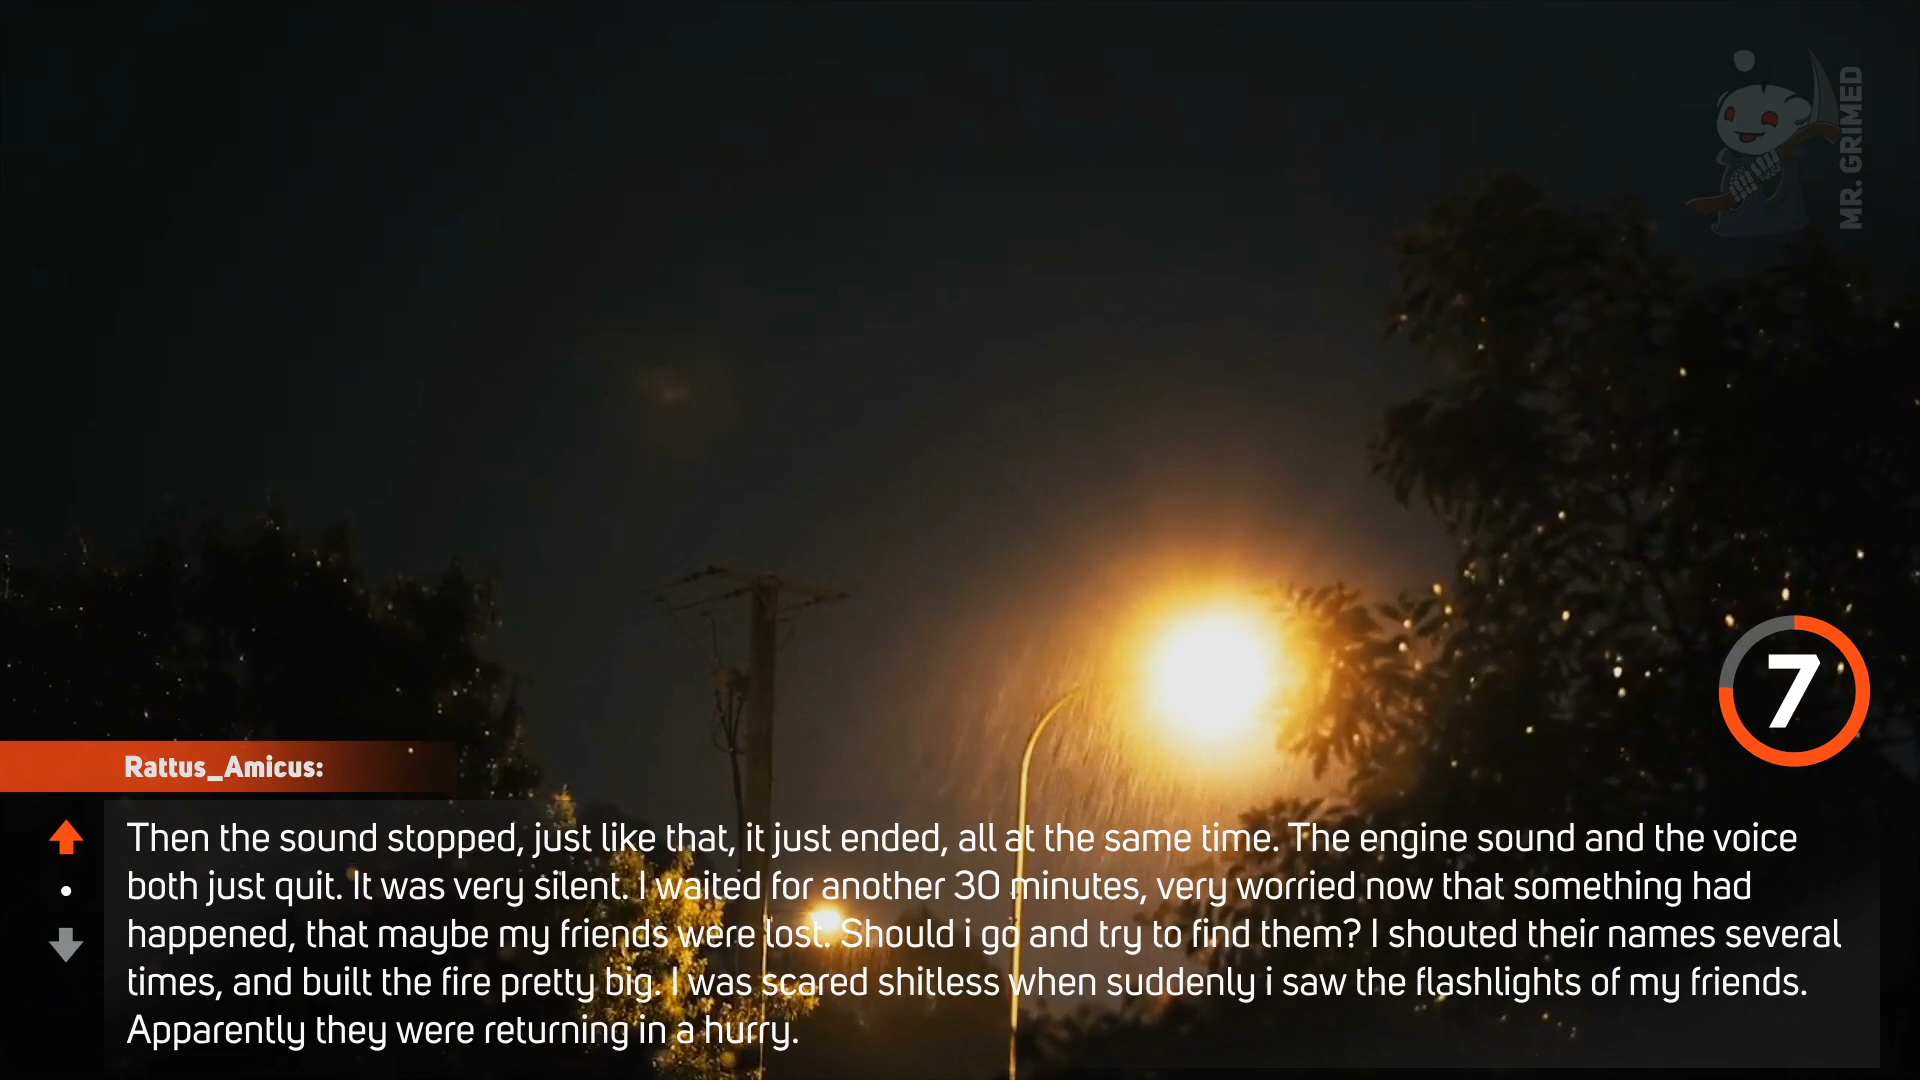 MR. GRIMED
7
Rattus_Amicus:
Then the sound stopped, just like that, it just ended, all at the same time. The engine sound and the voice
both just quit. It was very silent. I waited for another 30 minutes, very worried now that something had
happened, that maybe my friends were lost. Should i go and try to find them? I shouted their names several
times, and built the fire pretty big. I was scared shitless when suddenly i saw the flashlights of my friends.
Apparently they were returning in a hurry.